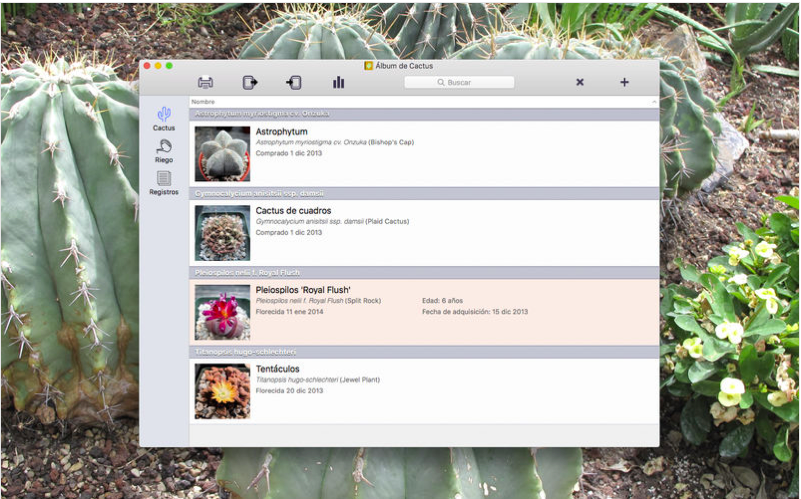 Álbum de Cactus
Buscar
Nombre
Cactus
Riego
Registros
Astrophytum myriostigma cv. Onzuka
Astrophytum
Astrophytum myriostigma cv. Onzuka (Bishop's Cap)
Comprado 1 dic 2013
Gymnocalycium anisitsii ssp. damsii
Cactus de cuadros
Gymnocalycium anisitsii ssp. damsii (Plaid Cactus)
Comprado 1 dic 2013
Pleiospilos nelii f. Royal Flush
Pleiospilos 'Royal Flush'
Pleiospilos nelii f. Royal Flush (Split Rock)
Edad: 6 años
Florecida 11 ene 2014
Fecha de adquisición: 15 dic 2013
Titanopsis hugo-schlechteri
Tentáculos
Titanopsis hugo-schlechteri (Jewel Plant)
Florecida 20 dic 2013